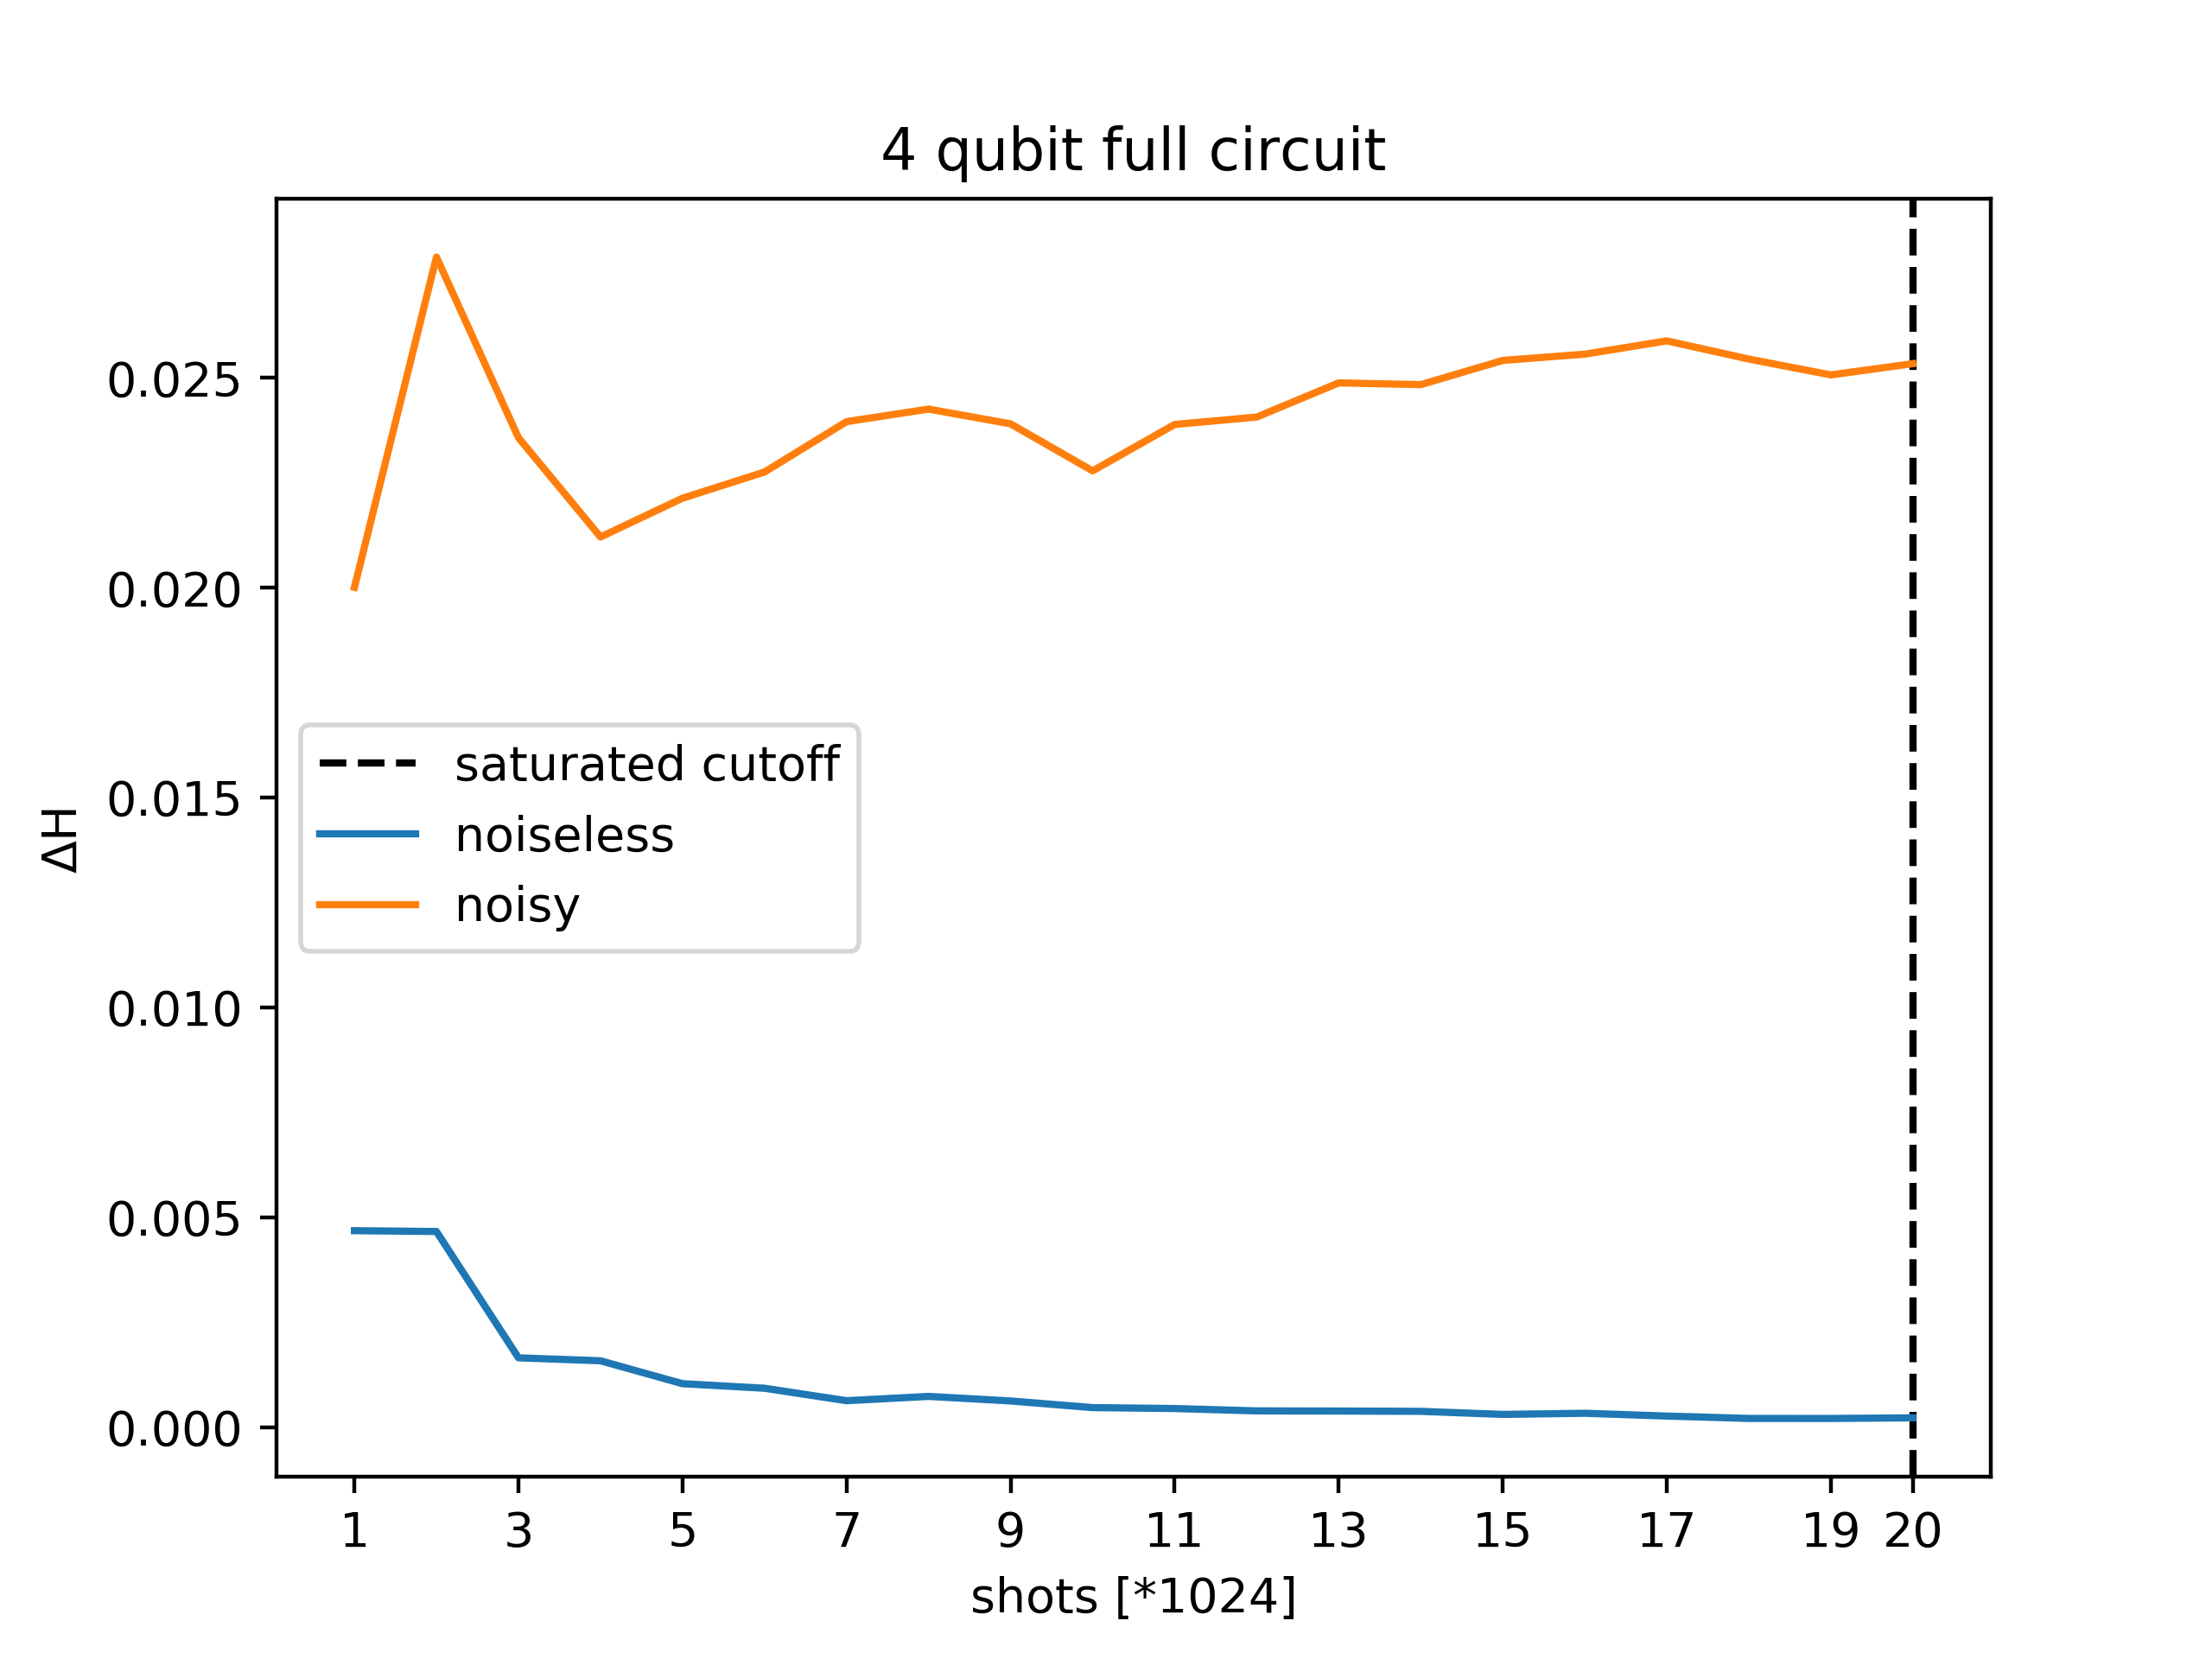 4 qubit full circuit
ΔH
0.025
0.020
0.015
0.010
0.005
0.000
saturated cutoff
noiseless
noisy
1 3 5 7 9 11 13 15 17 19 20
shots [*1024]